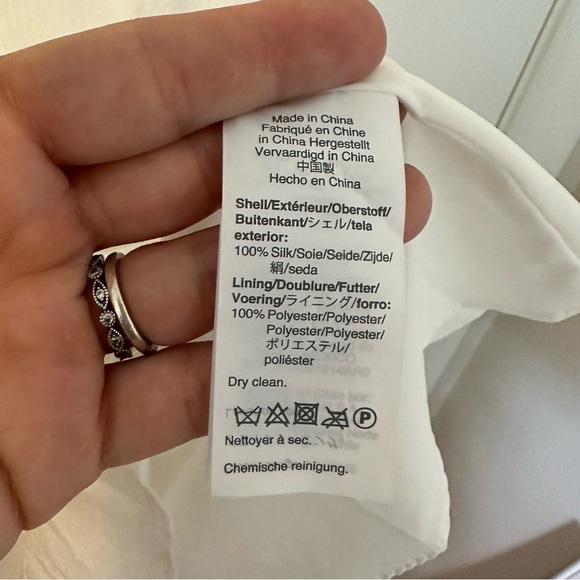 Made in China
Fabriqué en Chine
in China Hergestellt
Vervaardigd in China
中国製
Hecho en China
Shell/Extérieur/Oberstoff/
Buitenkant/シェル/tela
exterior:
100% Silk/Soie/Seide/Zijde/
絹/seda
Lining/Doublure/Futter/
Voering/ライニング/forro:
100% Polyester/Polyester/
Polyester/Polyester/
ポリエステル/
poliéster
Dry clean.
P
Nettoyer à sec.
Chemische reinigung.